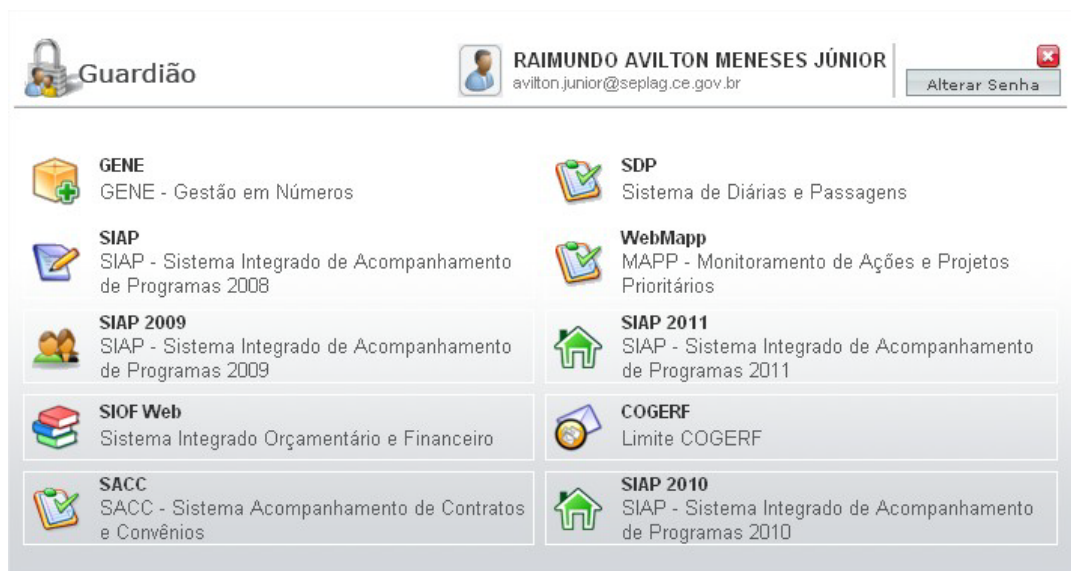 Guardião
RAIMUNDO AVILTON MENESES JÚNIOR
avilton.junior@seplag.ce.gov.br
Alterar Senha
GENE
GENE - Gestão em Números
SDP
Sistema de Diárias e Passagens
SIAP
SIAP - Sistema Integrado de Acompanhamento
de Programas 2008
WebMapp
MAPP - Monitoramento de Ações e Projetos
Prioritários
SIAP 2009
SIAP - Sistema Integrado de Acompanhamento
de Programas 2009
SIAP 2011
SIAP - Sistema Integrado de Acompanhamento
de Programas 2011
SIOF Web
Sistema Integrado Orçamentário e Financeiro
COGERF
Limite COGERF
SACC
SACC - Sistema Acompanhamento de Contratos
e Convênios
SIAP 2010
SIAP - Sistema Integrado de Acompanhamento
de Programas 2010